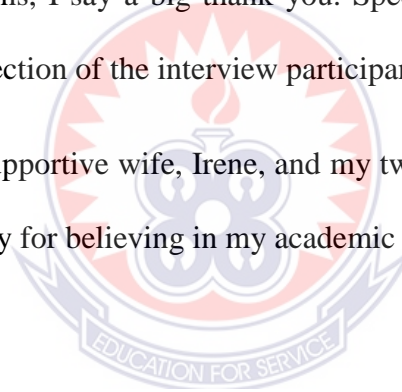 ns, I say a big thank you. Spe
ection of the interview participan
upportive wife, Irene, and my tw
y for believing in my academic
EDUCATION FOR SERVICE